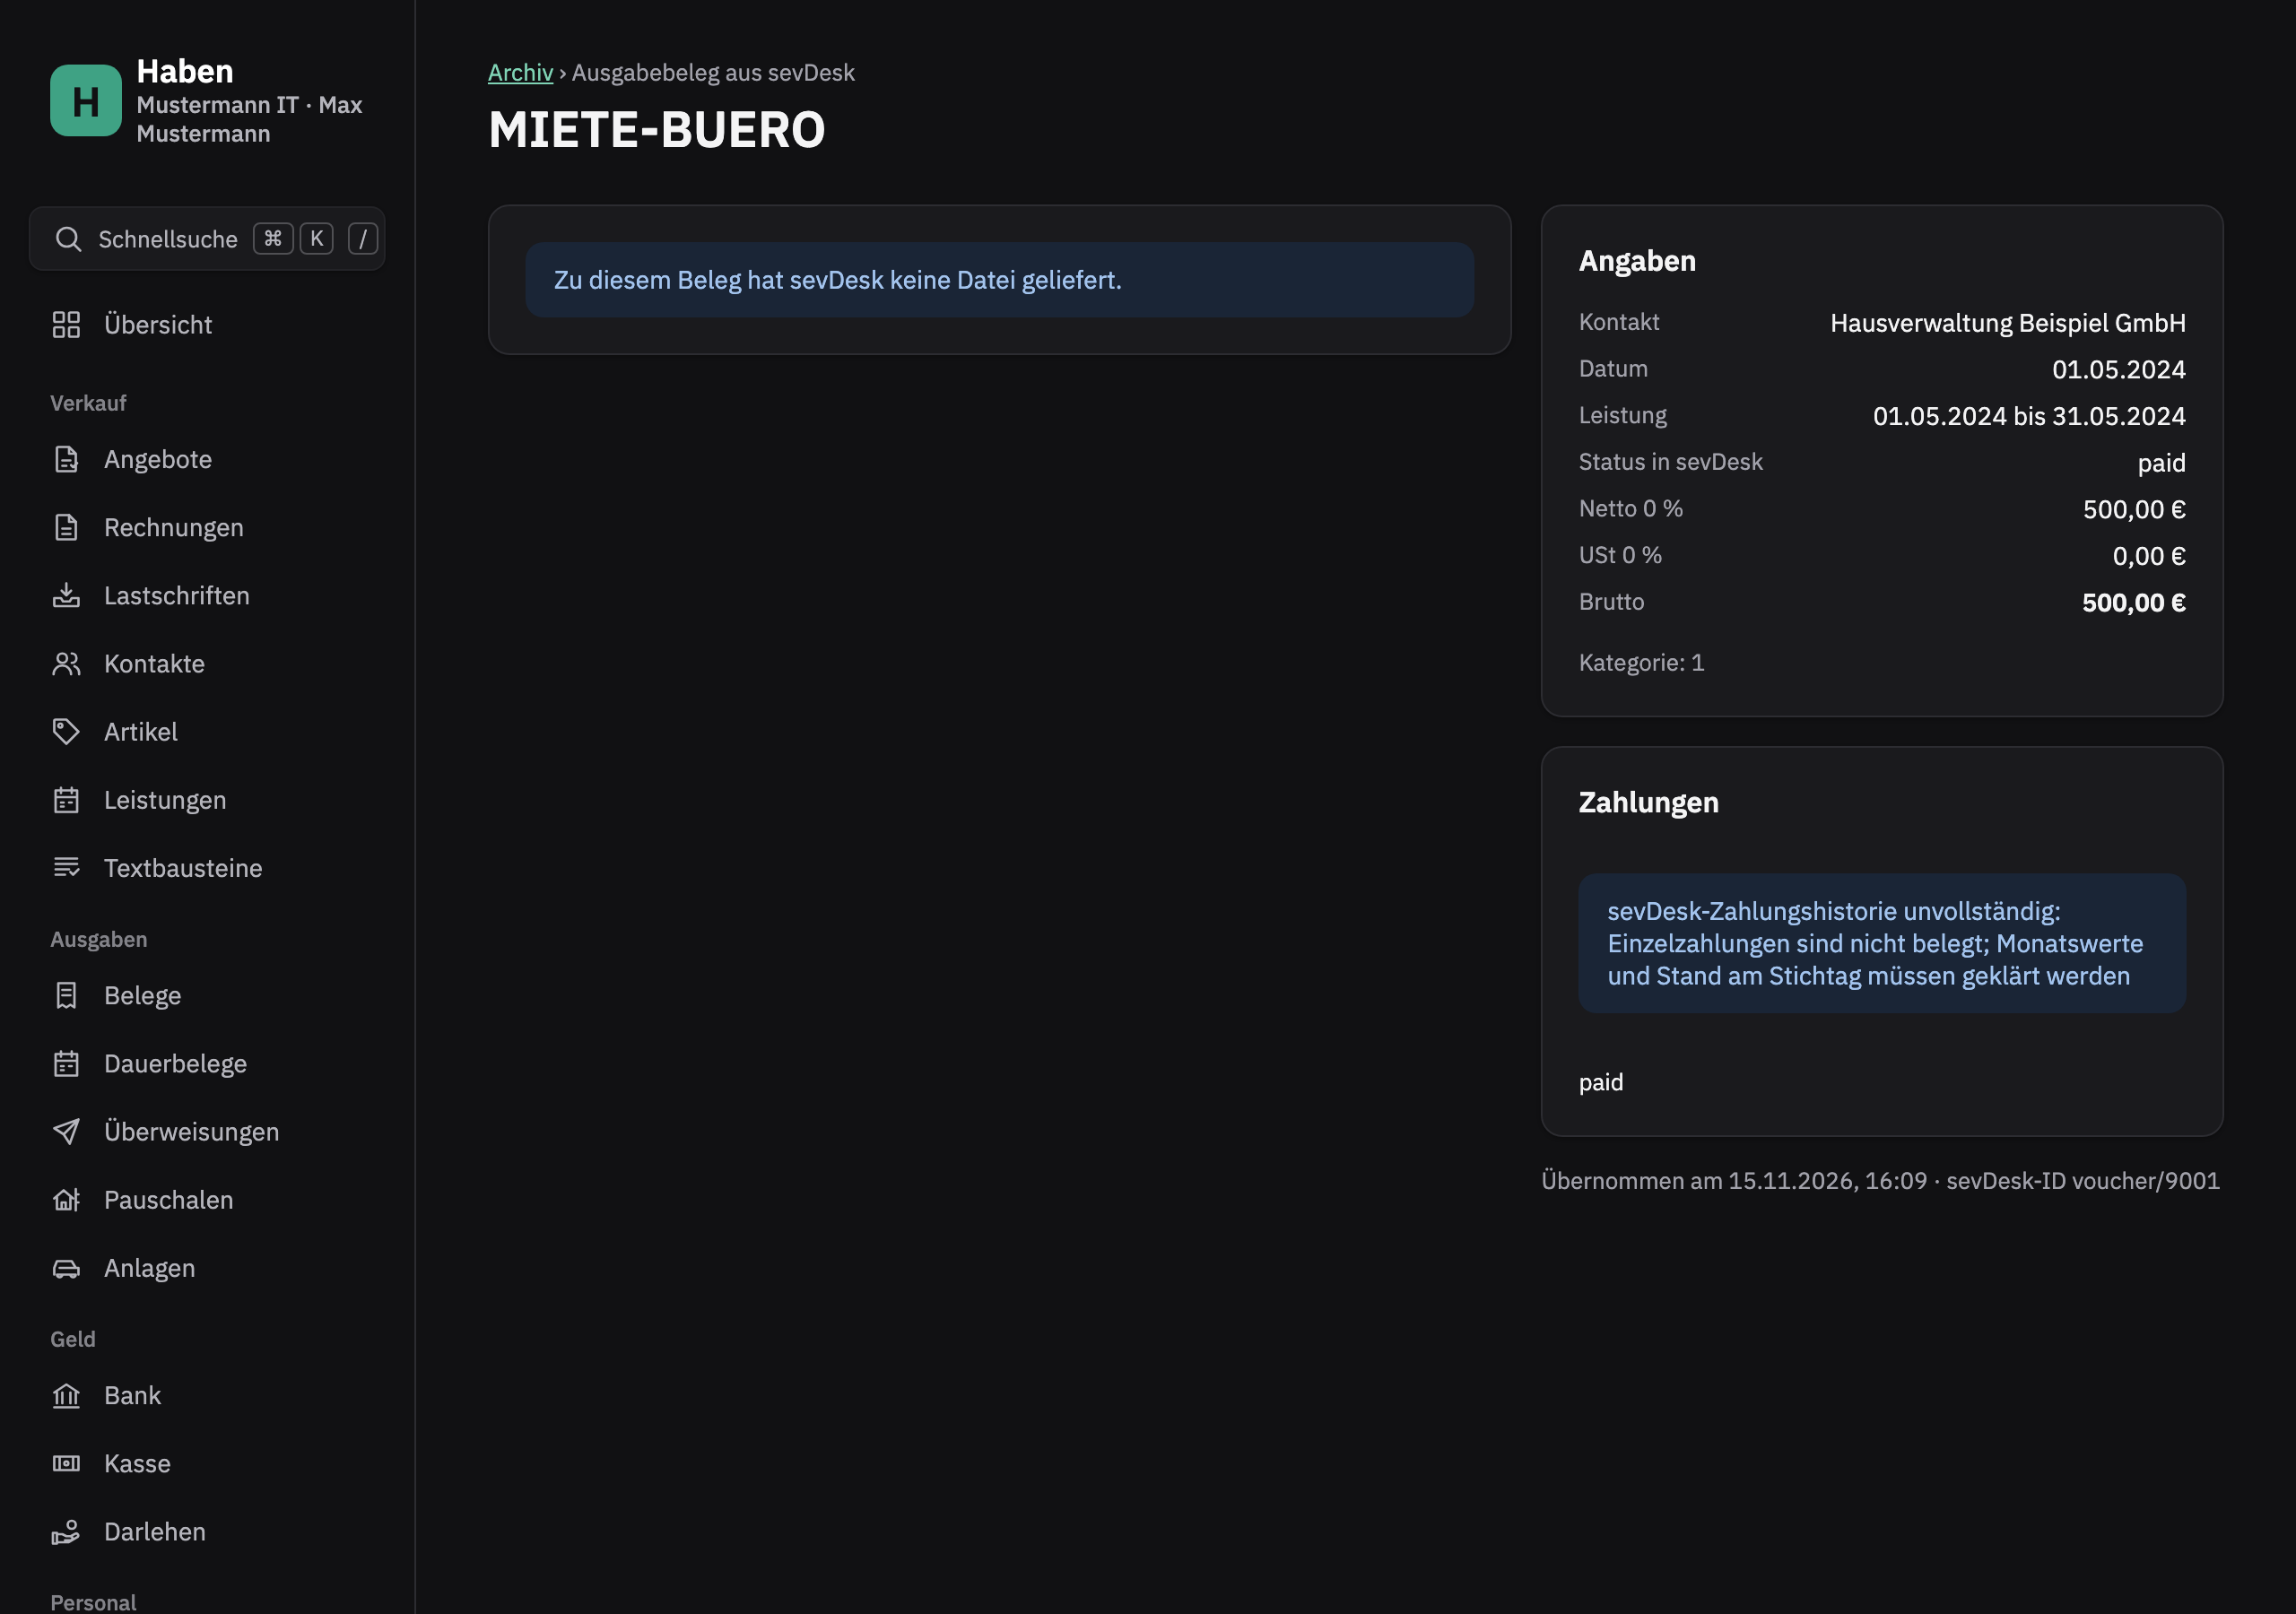 H
Haben
Mustermann IT · Max
Mustermann
Schnellsuche ⌘ K /
Übersicht
Verkauf
Angebote
Rechnungen
Lastschriften
Kontakte
Artikel
Leistungen
Textbausteine
Ausgaben
Belege
Dauerbelege
Überweisungen
Pauschalen
Anlagen
Geld
Bank
Kasse
Darlehen
Personal
Archiv › Ausgabebeleg aus sevDesk
MIETE-BUERO
Zu diesem Beleg hat sevDesk keine Datei geliefert.
Angaben
Kontakt Hausverwaltung Beispiel GmbH
Datum 01.05.2024
Leistung 01.05.2024 bis 31.05.2024
Status in sevDesk paid
Netto 0 % 500,00 €
USt 0 % 0,00 €
Brutto 500,00 €
Kategorie: 1
Zahlungen
sevDesk-Zahlungshistorie unvollständig:
Einzelzahlungen sind nicht belegt; Monatswerte
und Stand am Stichtag müssen geklärt werden
paid
Übernommen am 15.11.2026, 16:09 · sevDesk-ID voucher/9001